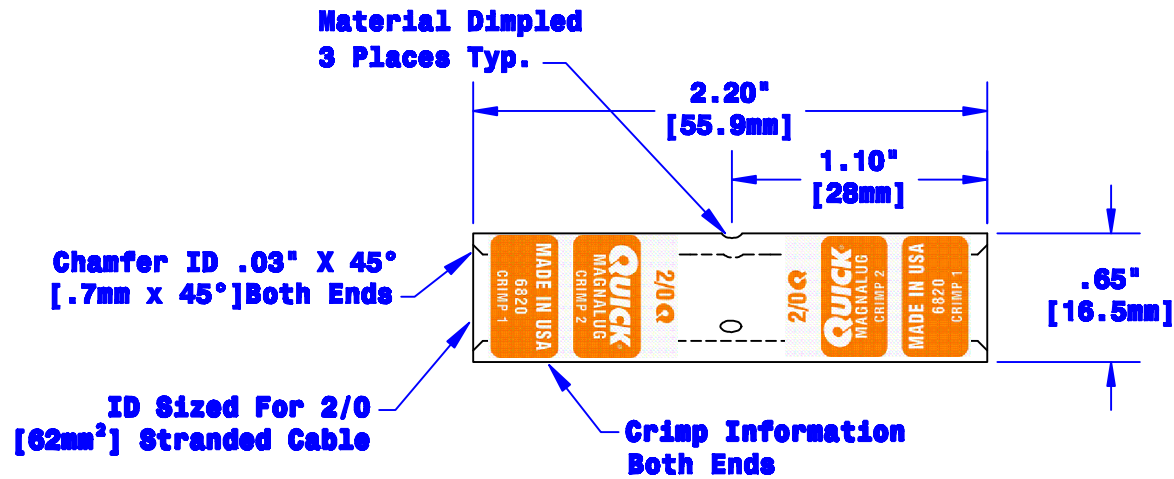 Material Dimpled
3 Places Typ.
2.20"
[55.9mm]
1.10"
[28mm]
Chamfer ID .03" X 45°
[.7mm x 45°]Both Ends
.65"
[16.5mm]
MADE IN USA
6820
CRIMP 1
QUICK
MAGNALUG
CRIMP 2
2/0 Q
2/0 Q
QUICK
MAGNALUG
CRIMP 2
MADE IN USA
6820
CRIMP 1
ID Sized For 2/0
[62mm²] Stranded Cable
Crimp Information
Both Ends